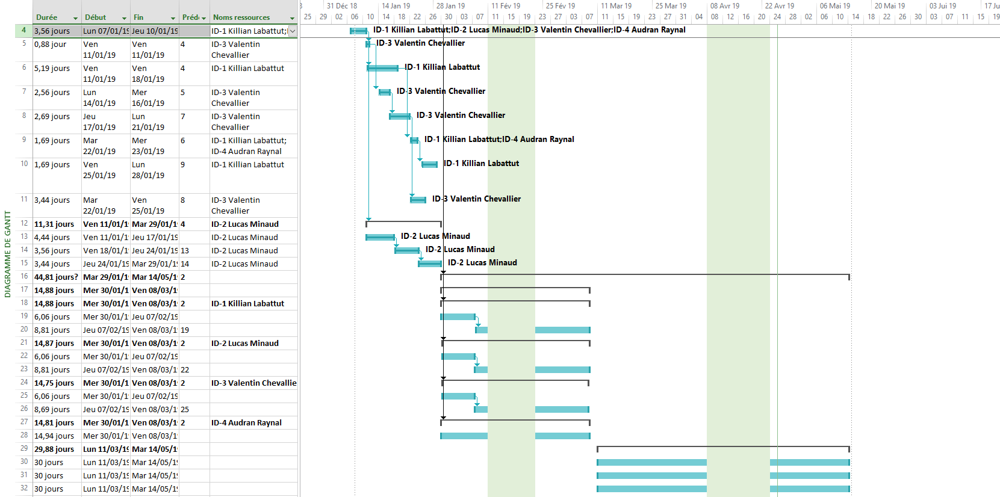 3 31 Déc 18 14 Jan 19 28 Jan 19 11 Fév 19 25 Fév 19 11 Mar 19 25 Mar 19 08 Avr 19 22 Avr 19 06 Mai 19 20 Mai 19 03 Jui 19 17 Ju
Durée Début Fin Préd Noms ressources
25 29 02 06 10 14 18 22 26 30 03 07 11 15 19 23 27 03 07 11 15 19 23 27 31 04 08 12 16 20 24 28 02 06 10 14 18 22 26 30 03 07 11 15 19
4 3,56 jours Lun 07/01/19 Jeu 10/01/19 ID-1 Killian Labattut;
ID-1 Killian Labattut;ID-2 Lucas Minaud;ID-3 Valentin Chevallier;ID-4 Audran Raynal
5 0,88 jour Ven 4 ID-3 Valentin
Ven
11/01/19 11/01/19 Chevallier
ID-3 Valentin Chevallier
6 5,19 jours Ven Ven 4 ID-1 Killian Labattut
11/01/19 18/01/19
ID-1 Killian Labattut
7 2,56 jours Lun Mer 5 ID-3 Valentin
14/01/19 16/01/19 Chevallier
ID-3 Valentin Chevallier
8 2,69 jours Jeu Lun 7 ID-3 Valentin
17/01/19 21/01/19 Chevallier
ID-3 Valentin Chevallier
9 1,69 jours Mar Mer 6 ID-1 Killian Labattut;
22/01/19 23/01/19 ID-4 Audran Raynal
ID-1 Killian Labattut;ID-4 Audran Raynal
10 1,69 jours Ven Lun 9 ID-1 Killian Labattut
25/01/19 28/01/19
ID-1 Killian Labattut
11 3,44 jours Mar Ven 8 ID-3 Valentin
22/01/19 25/01/19 Chevallier
ID-3 Valentin Chevallier
DIAGRAMME DE GANTT
12 11,31 jours Ven 11/01/1 Mar 29/01/1 4 ID-2 Lucas Minaud
13 4,44 jours Ven 11/01/1 Jeu 17/01/1 ID-2 Lucas Minaud
ID-2 Lucas Minaud
14 3,56 jours Ven 18/01/1 Jeu 24/01/1 13 ID-2 Lucas Minaud
ID-2 Lucas Minaud
15 3,44 jours Jeu 24/01/1 Mar 29/01/1 14 ID-2 Lucas Minaud
ID-2 Lucas Minaud
16 44,81 jours? Mar 29/01/1 Mar 14/05/1 2
17 14,88 jours Mer 30/01/1 Ven 08/03/1
18 14,88 jours Mer 30/01/1 Ven 08/03/1 2 ID-1 Killian Labattut
19 6,06 jours Mer 30/01/1 Jeu 07/02/19
20 8,81 jours Jeu 07/02/19 Ven 08/03/1 19
21 14,87 jours Mer 30/01/1 Ven 08/03/1 2 ID-2 Lucas Minaud
22 6,06 jours Mer 30/01/1 Jeu 07/02/19
23 8,81 jours Jeu 07/02/19 Ven 08/03/1 22
24 14,75 jours Mer 30/01/1 Ven 08/03/1 2 ID-3 Valentin Chevallie
25 6,06 jours Mer 30/01/1 Jeu 07/02/19
26 8,69 jours Jeu 07/02/19 Ven 08/03/1 25
27 14,81 jours Mer 30/01/1 Ven 08/03/1 2 ID-4 Audran Raynal
28 14,94 jours Mer 30/01/1 Ven 08/03/1
29 29,88 jours Lun 11/03/19 Mar 14/05/1
30 30 jours Lun 11/03/19 Mar 14/05/1
31 30 jours Lun 11/03/19 Mar 14/05/1
32 30 jours Lun 11/03/19 Mar 14/05/1